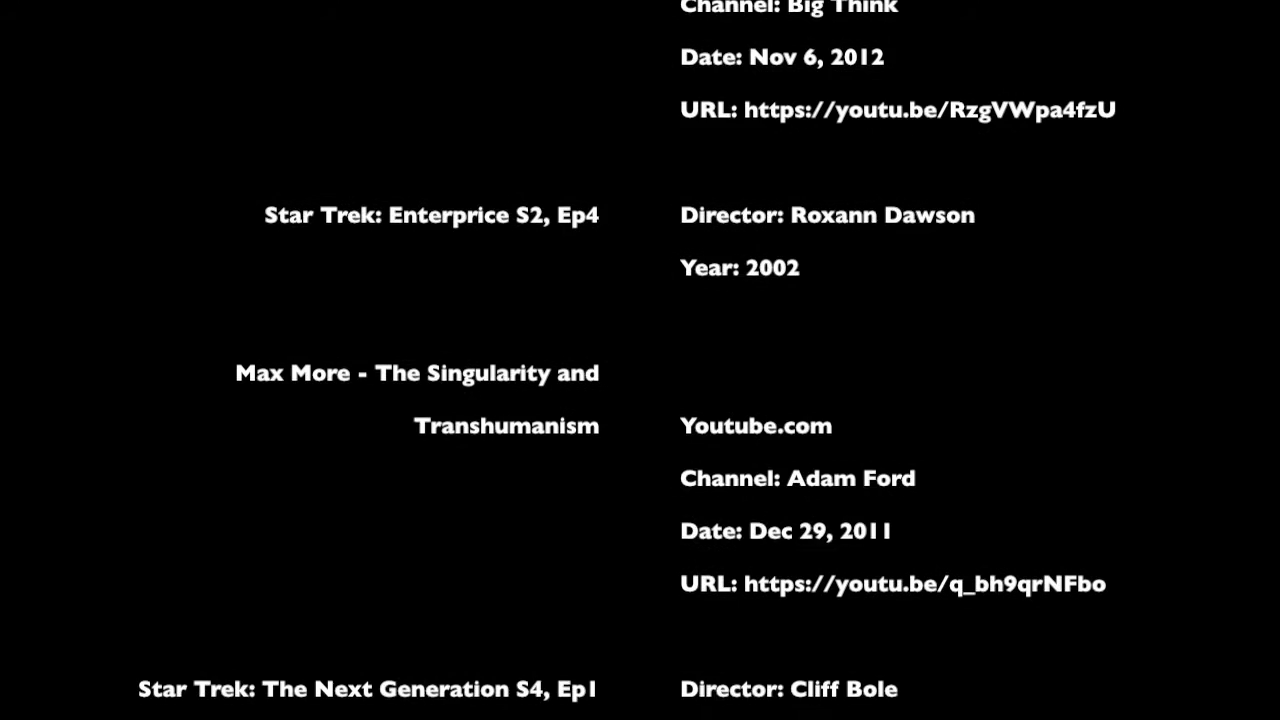 Channel: Big Think
Date: Nov 6, 2012
URL: https://youtu.be/RzgVWpa4fzU
Star Trek: Enterprice S2, Ep4
Director: Roxann Dawson
Year: 2002
Max More - The Singularity and
Transhumanism
Youtube.com
Channel: Adam Ford
Date: Dec 29, 2011
URL: https://youtu.be/q_bh9qrNFbo
Star Trek: The Next Generation S4, Ep1
Director: Cliff Bole